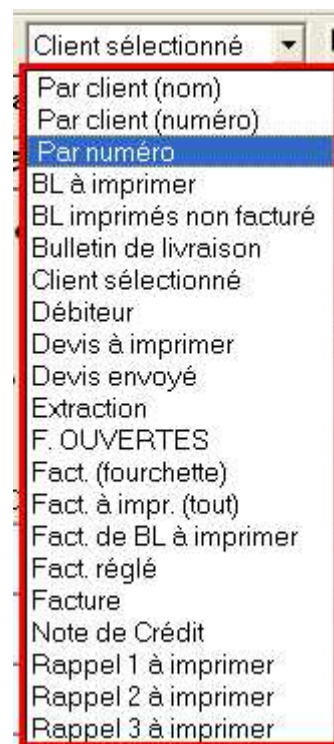 Client sélectionné
Par client (nom)
Par client (numéro)
Par numéro
BL à imprimer
BL imprimés non facturé
Bulletin de livraison
Client sélectionné
Débiteur
Devis à imprimer
Devis envoyé
Extraction
F. OUVERTES
Fact. (fourchette)
Fact. à impr. (tout)
Fact. de BL à imprimer
Fact. réglé
Facture
Note de Crédit
Rappel 1 à imprimer
Rappel 2 à imprimer
Rappel 3 à imprimer